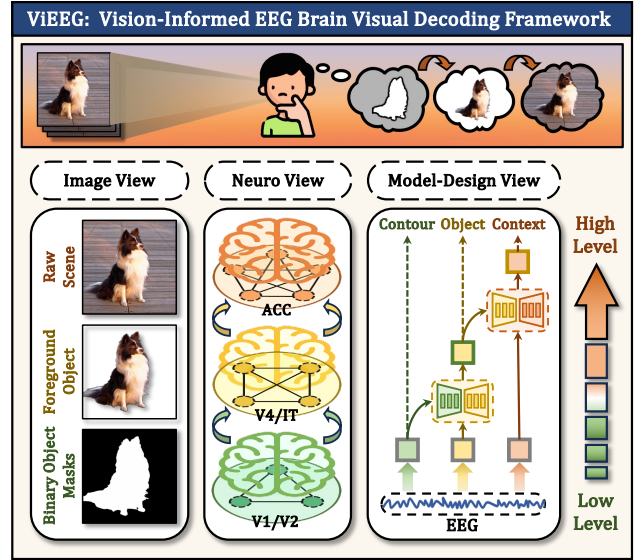 ViEEG: Vision-Informed EEG Brain Visual Decoding Framework
Image View
Neuro View
Model-Design View
Raw
Scene
Foreground
Object
Binary Object
Masks
ACC
V4/IT
V1/V2
Contour Object Context
EEG
High
Level
Low
Level